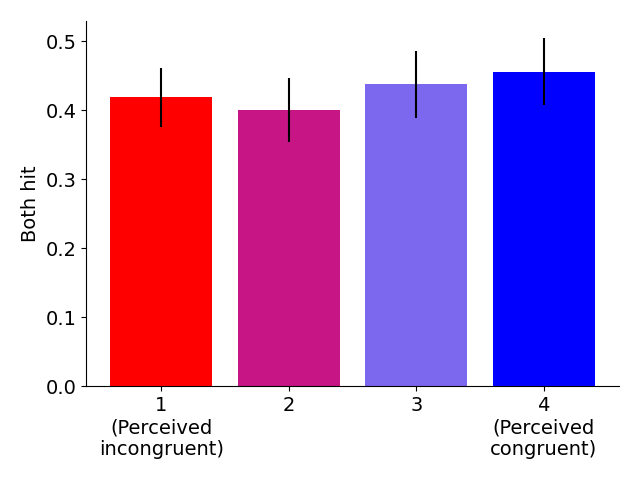 Both hit
0.5
0.4
0.3
0.2
0.1
0.0
1
(Perceived
incongruent)
2
3
4
(Perceived
congruent)